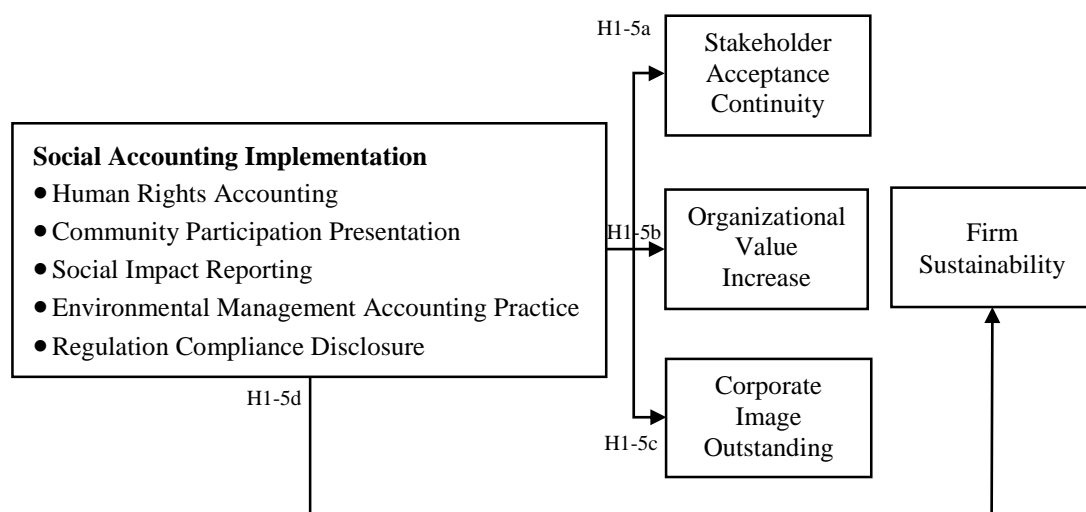 H1-5a
Stakeholder
Acceptance
Continuity
Social Accounting Implementation
● Human Rights Accounting
● Community Participation Presentation
● Social Impact Reporting
● Environmental Management Accounting Practice
● Regulation Compliance Disclosure
H1-5b
Organizational
Value
Increase
Firm
Sustainability
H1-5d
H1-5c
Corporate
Image
Outstanding